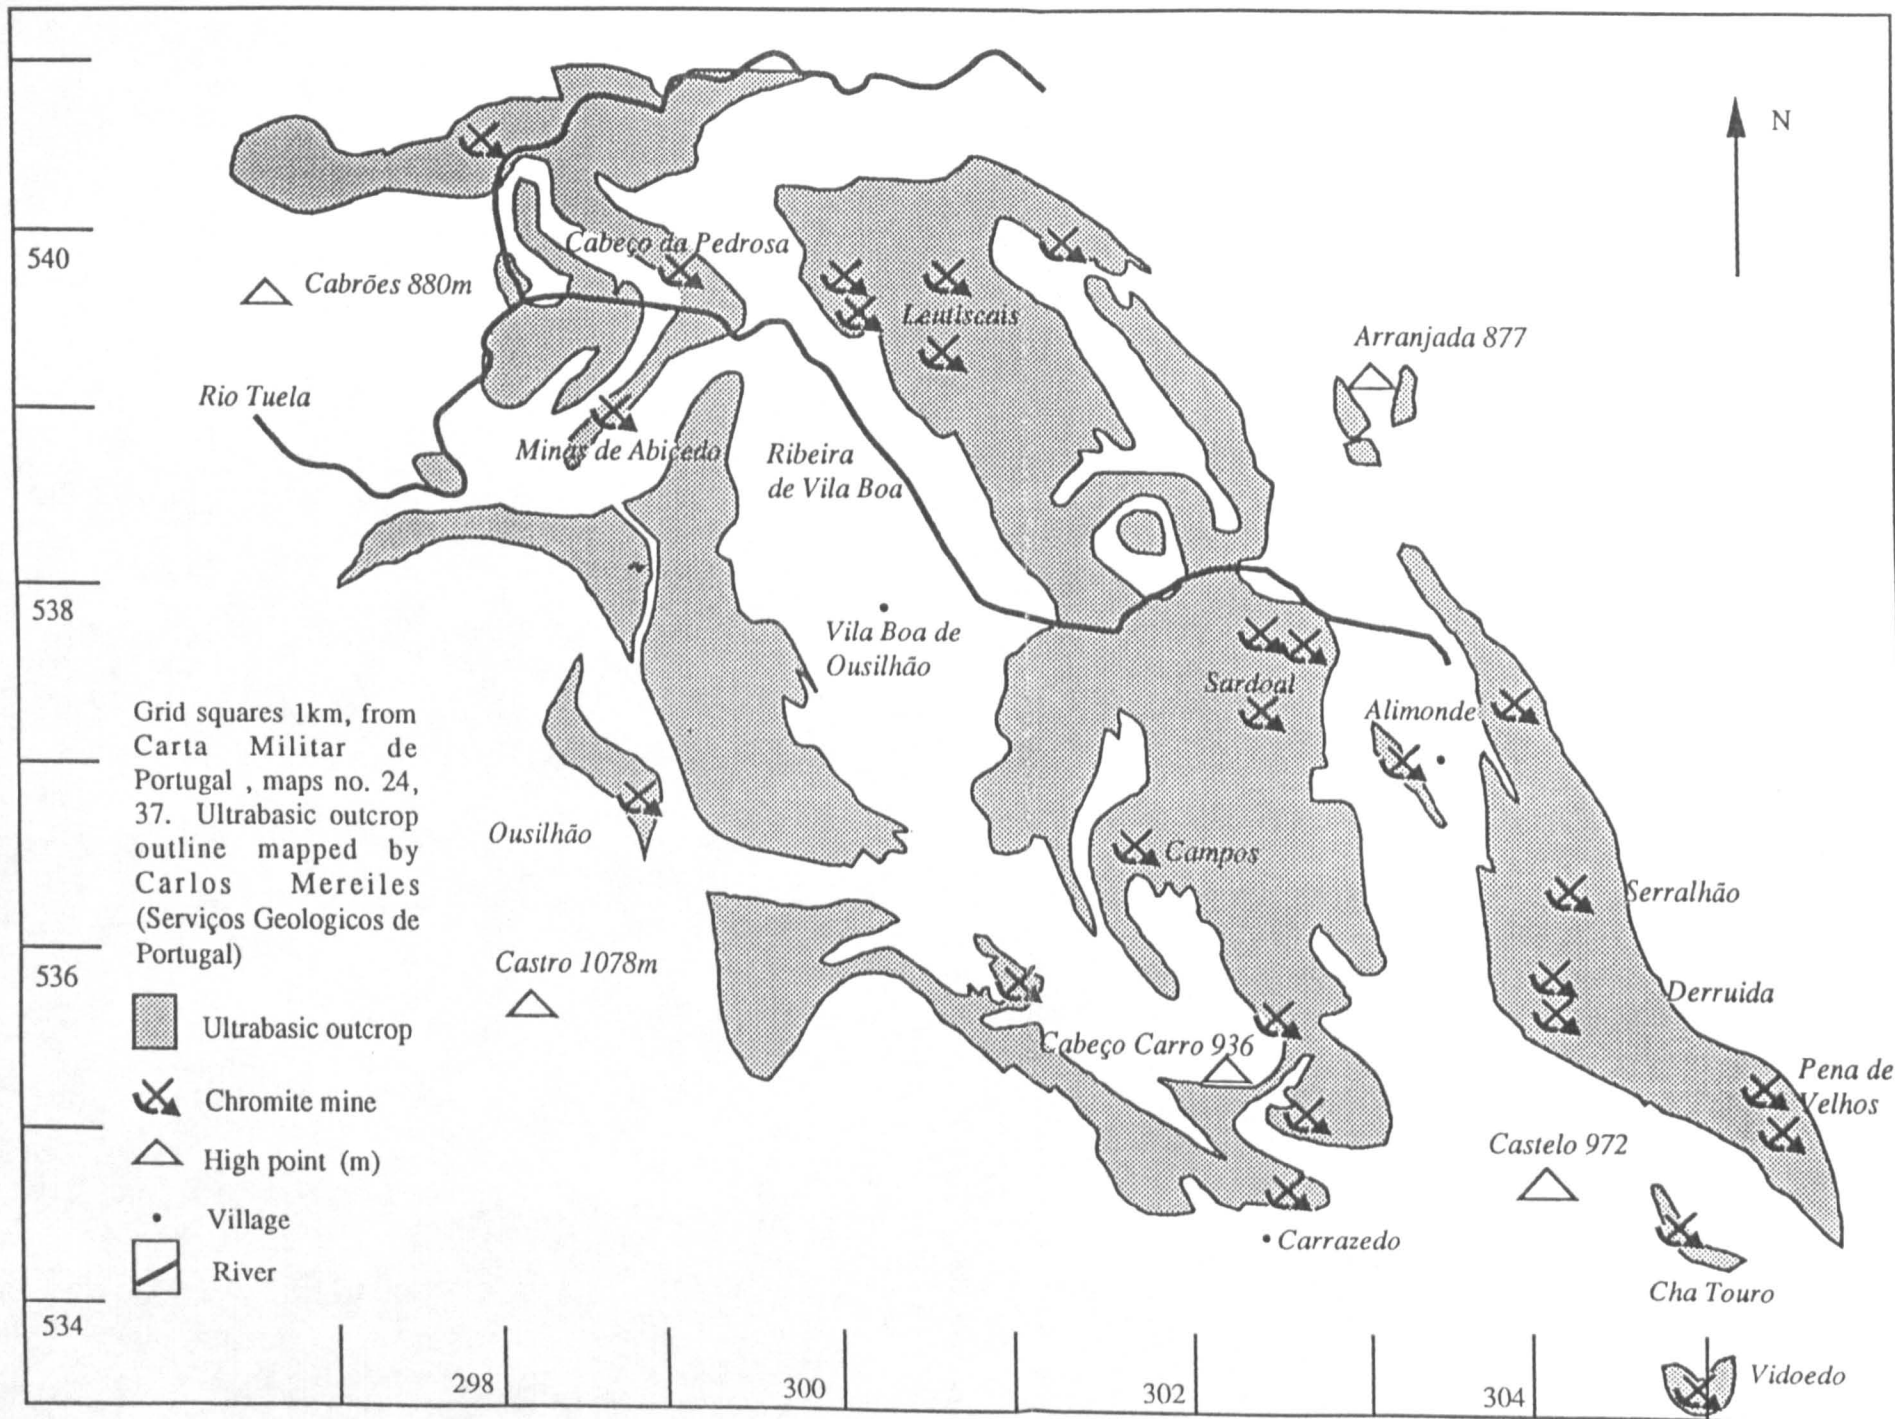 N
540
Cabeço da Pedrosa
Cabrões 880m
Leutiscais
Arranjada 877
Rio Tuela
Minas de Abiçedo
Ribeira
de Vila Boa
538
Vila Boa de
Ousilhão
Sardoal
Alimonde
Grid squares 1km, from
Carta Militar de
Portugal , maps no. 24,
37. Ultrabasic outcrop
outline mapped by
Carlos Mereiles
(Serviços Geologicos de
Portugal)
Ousilhão
Campos
Serralhão
536
Castro 1078m
Derruida
Ultrabasic outcrop
Cabeço Carro 936
Pena de
Velhos
Chromite mine
Castelo 972
High point (m)
Village
Carrazedo
River
Cha Touro
534
298
300
302
304
Vidoedo